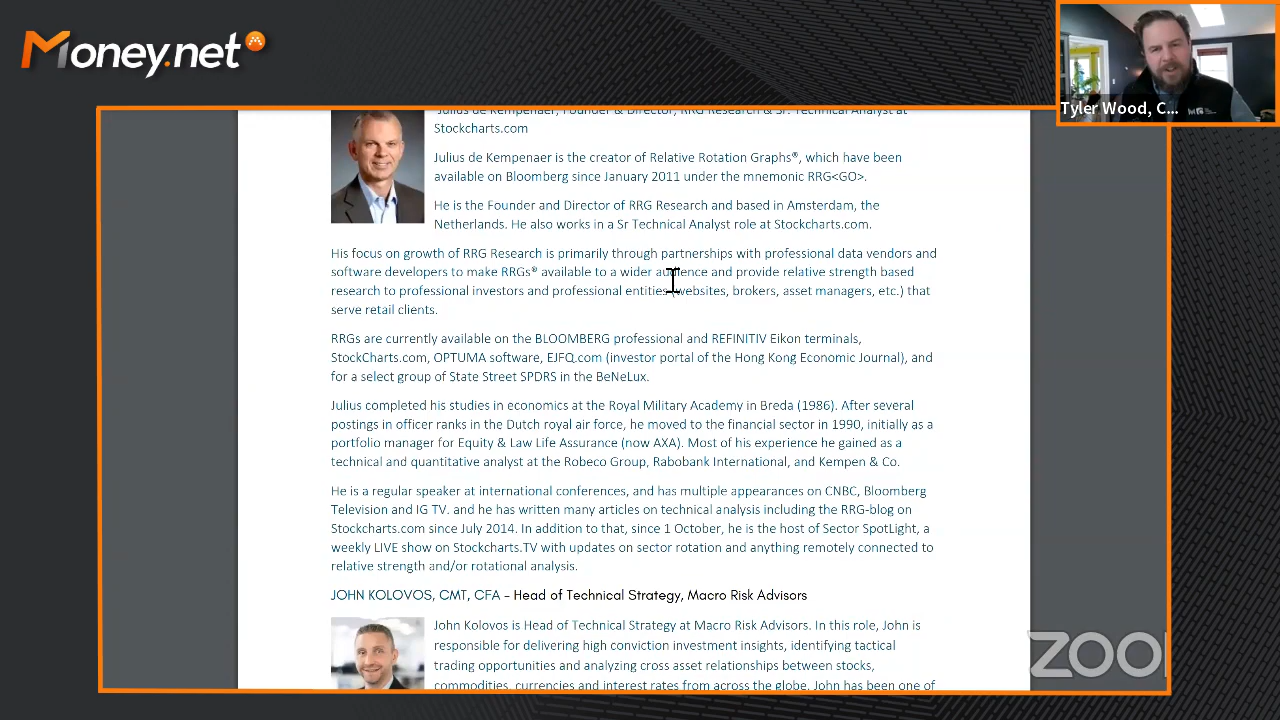 Money.net
Tyler Wood, C...
Julius de Kempenaer, Founder & Director, RRG Research & Sr. Technical Analyst at
Stockcharts.com
Julius de Kempenaer is the creator of Relative Rotation Graphs®, which have been
available on Bloomberg since January 2011 under the mnemonic RRG<GO>.
He is the Founder and Director of RRG Research and based in Amsterdam, the
Netherlands. He also works in a Sr Technical Analyst role at Stockcharts.com.
His focus on growth of RRG Research is primarily through partnerships with professional data vendors and
software developers to make RRGs® available to a wider audience and provide relative strength based
research to professional investors and professional entities (websites, brokers, asset managers, etc.) that
serve retail clients.
RRGs are currently available on the BLOOMBERG professional and REFINITIV Eikon terminals,
StockCharts.com, OPTUMA software, EJFQ.com (investor portal of the Hong Kong Economic Journal), and
for a select group of State Street SPDRS in the BeNeLux.
Julius completed his studies in economics at the Royal Military Academy in Breda (1986). After several
postings in officer ranks in the Dutch royal air force, he moved to the financial sector in 1990, initially as a
portfolio manager for Equity & Law Life Assurance (now AXA). Most of his experience he gained as a
technical and quantitative analyst at the Robeco Group, Rabobank International, and Kempen & Co.
He is a regular speaker at international conferences, and has multiple appearances on CNBC, Bloomberg
Television and IG TV. and he has written many articles on technical analysis including the RRG-blog on
Stockcharts.com since July 2014. In addition to that, since 1 October, he is the host of Sector SpotLight, a
weekly LIVE show on Stockcharts.TV with updates on sector rotation and anything remotely connected to
relative strength and/or rotational analysis.
JOHN KOLOVOS, CMT, CFA – Head of Technical Strategy, Macro Risk Advisors
John Kolovos is Head of Technical Strategy at Macro Risk Advisors. In this role, John is
responsible for delivering high conviction investment insights, identifying tactical
trading opportunities and analyzing cross asset relationships between stocks,
commodities, currencies and interest rates from across the globe. John has been one of
ZOO